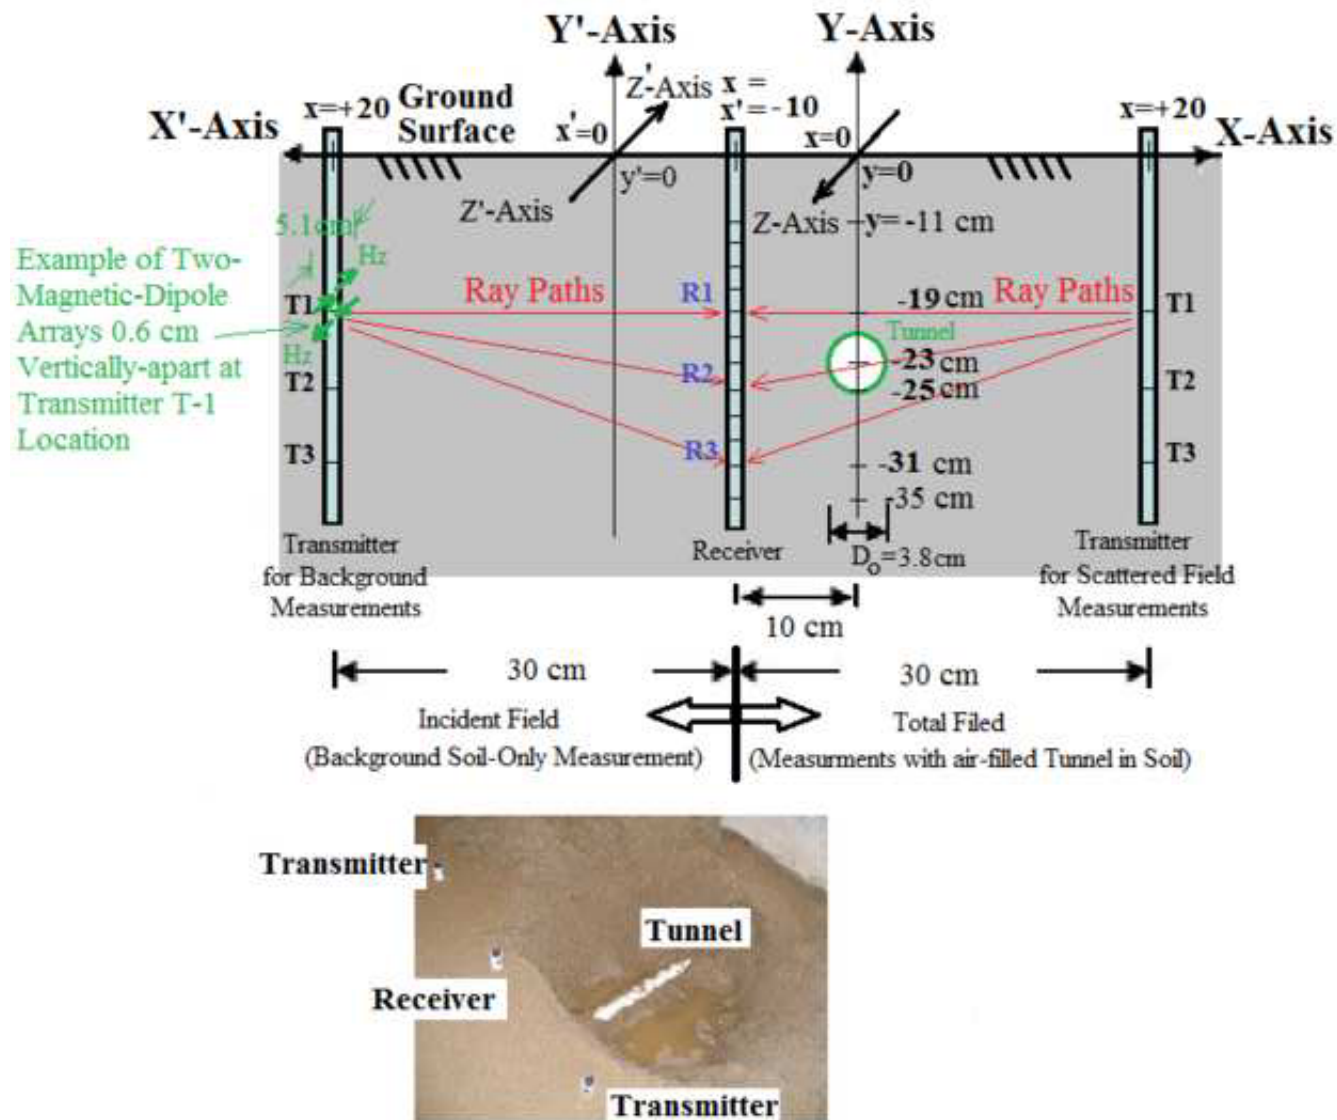 Y'-Axis
Y-Axis
Z'-Axis
x =
x' = -10
x=+20
Ground
Surface
x'=0
x=0
x=+20
X'-Axis
X-Axis
y'=0
y=0
Z'-Axis
Z-Axis
y= -11 cm
5.1cm
Hz
Example of Two-
Magnetic-Dipole
Arrays 0.6 cm
Vertically-apart at
Transmitter T-1
Location
Hz
T1
T2
T3
Ray Paths
R1
R2
R3
-19 cm
Ray Paths
Tunnel
-23 cm
-25 cm
-31 cm
-35 cm
T1
T2
T3
Transmitter
for Background
Measurements
Receiver
Do=3.8cm
Transmitter
for Scattered Field
Measurements
10 cm
30 cm
30 cm
Incident Field
(Background Soil-Only Measurement)
Total Filed
(Measurments with air-filled Tunnel in Soil)
Transmitter
Tunnel
Receiver
Transmitter